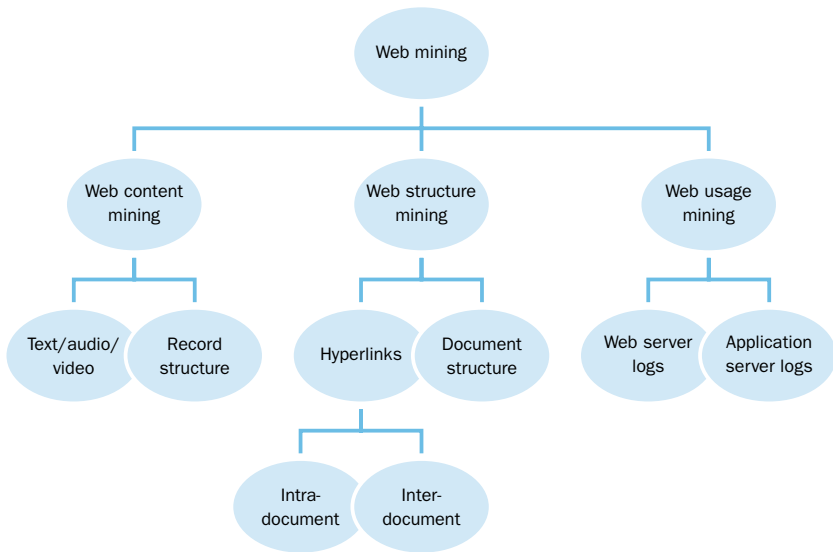 Web mining
Web content
mining
Web structure
mining
Web usage
mining
Text/audio/
video
Record
structure
Hyperlinks
Document
structure
Web server
logs
Application
server logs
Intra-
document
Inter-
document